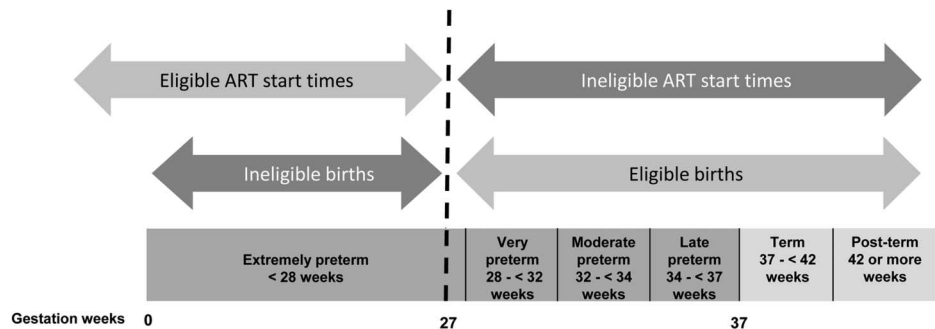 Eligible ART start times
Ineligible ART start times
Ineligible births
Eligible births
Extremely preterm
< 28 weeks
Very
preterm
28 - < 32
weeks
Moderate
preterm
32 - < 34
weeks
Late
preterm
34 - < 37
weeks
Term
37 - < 42
weeks
Post-term
42 or more
weeks
Gestation weeks 0 27 37